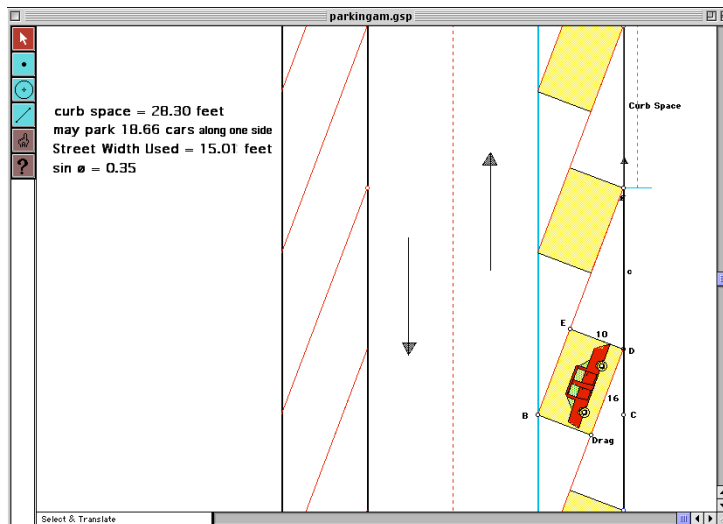 parkingam.gsp
curb space = 28.30 feet
may park 18.66 cars along one side
Street Width Used = 15.01 feet
sin ø = 0.35
?
Curb Space
c
E
10
D
16
B
C
Drag
Select & Translate